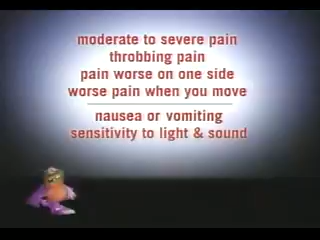 moderate to severe pain
throbbing pain
pain worse on one side
worse pain when you move
nausea or vomiting
sensitivity to light & sound